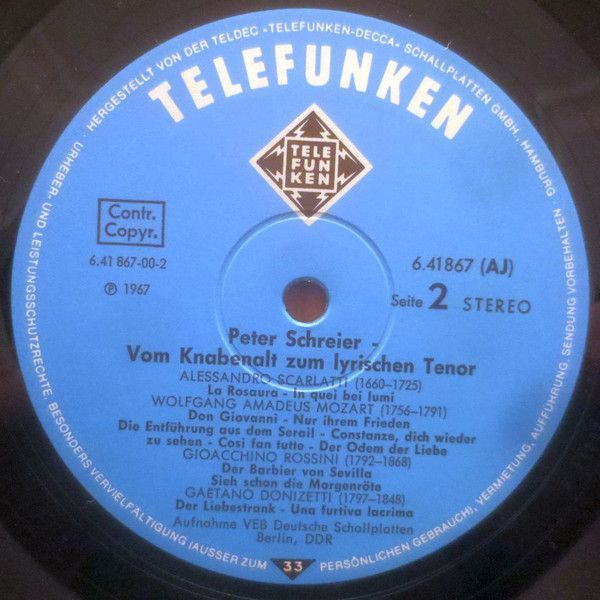 URHEBER- UND LEISTUNGSSCHUTZRECHTE, BESONDERS VERVIELFÄLTIGUNG (AUSSER ZUM PERSÖNLICHEN GEBRAUCH), VERMIETUNG, AUFFÜHRUNG, SENDUNG VORBEHALTEN
· HERGESTELLT VON DER TELDEC »TELEFUNKEN-DECCA« SCHALLPLATTEN GMBH, HAMBURG ·
TELEFUNKEN
TELE
FUN
KEN
Contr.
Copyr.
6.41 867-00-2
℗ 1967
6.41867 (AJ)
Seite 2 STEREO
Peter Schreier -
Vom Knabenalt zum lyrischen Tenor
ALESSANDRO SCARLATTI (1660–1725)
La Rosaura - In quei bei lumi
WOLFGANG AMADEUS MOZART (1756–1791)
Don Giovanni - Nur ihrem Frieden
Die Entführung aus dem Serail - Constanze, dich wieder
zu sehen - Cosi fan tutte - Der Odem der Liebe
GIOACCHINO ROSSINI (1792–1868)
Der Barbier von Sevilla
Sieh schon die Morgenröte
GAETANO DONIZETTI (1797–1848)
Der Liebestrank - Una furtiva lacrima
Aufnahme VEB Deutsche Schallplatten
Berlin, DDR
33